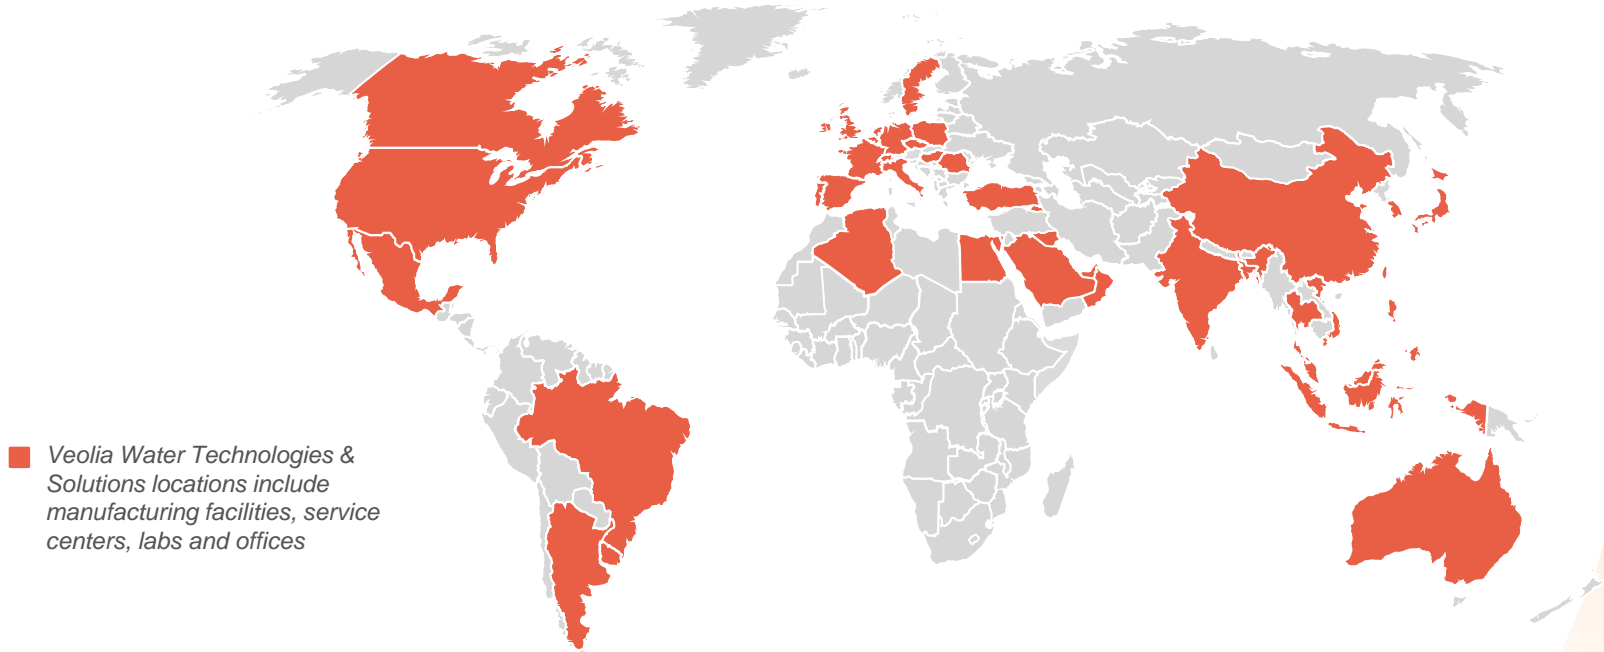 Veolia Water Technologies &
Solutions locations include
manufacturing facilities, service
centers, labs and offices